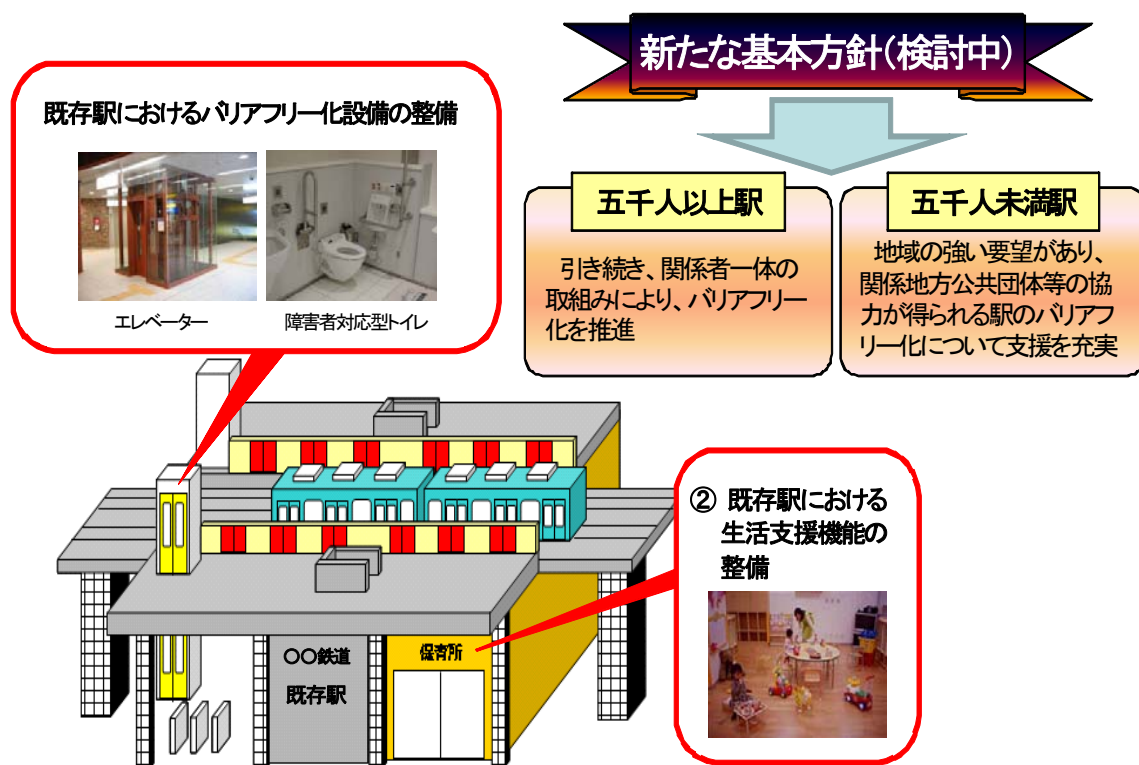 新たな基本方針(検討中)
既存駅におけるバリアフリー化設備の整備
エレベーター
障害者対応型トイレ
五千人以上駅
引き続き、関係者一体の
取組みにより、バリアフリー
化を推進
五千人未満駅
地域の強い要望があり、
関係地方公共団体等の協
力が得られる駅のバリアフ
リー化について支援を充実
② 既存駅における
生活支援機能の
整備
〇〇鉄道
既存駅
保育所